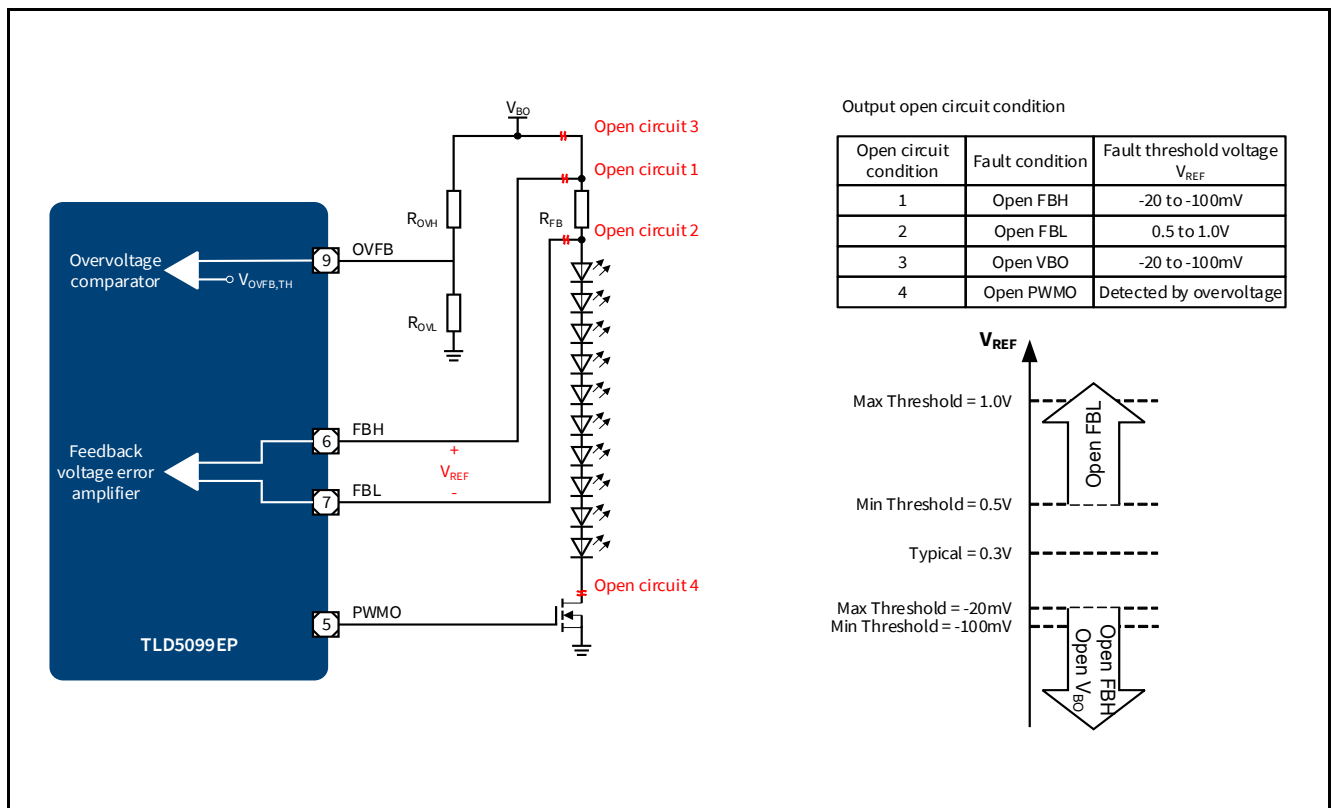 V_BO
Open circuit 3
Open circuit 1
R_OVH
R_FB
Open circuit 2
Overvoltage
comparator
V_OVFB,TH
9
OVFB
R_OVL
Feedback
voltage error
amplifier
6
FBH
+
V_REF
-
7
FBL
Open circuit 4
5
PWMO
TLD5099EP
Output open circuit condition
Open circuit condition | Fault condition | Fault threshold voltage V_REF
1 | Open FBH | -20 to -100mV
2 | Open FBL | 0.5 to 1.0V
3 | Open VBO | -20 to -100mV
4 | Open PWMO | Detected by overvoltage
V_REF
Max Threshold = 1.0V
Open FBL
Min Threshold = 0.5V
Typical = 0.3V
Max Threshold = -20mV
Min Threshold = -100mV
Open FBH
Open V_BO